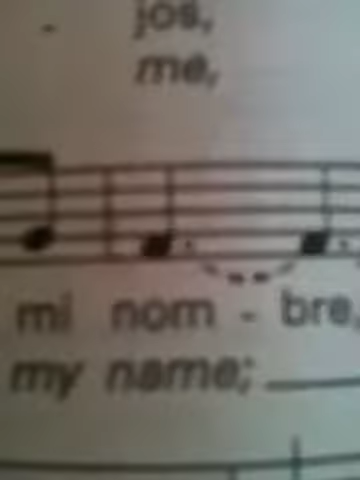 jos,
me,
mi nom - bre,
my name;